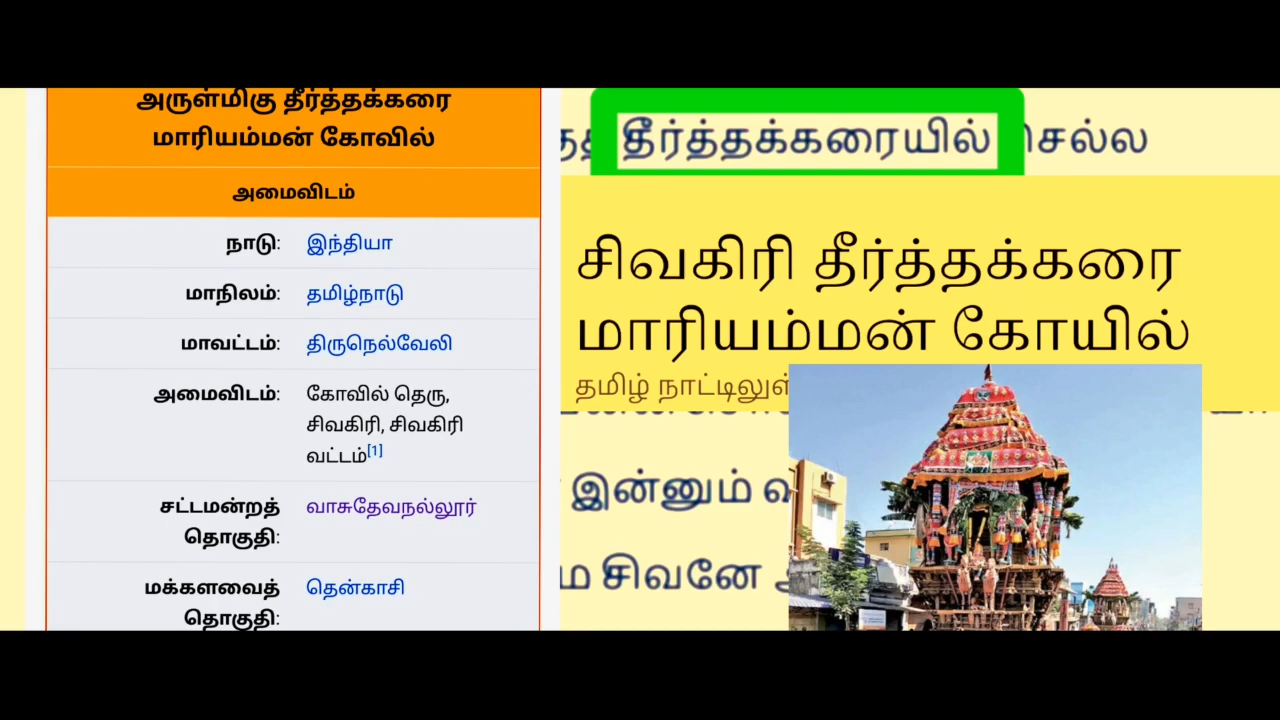 அருள்மிகு தீர்த்தக்கரை
மாரியம்மன் கோவில்
அமைவிடம்
நாடு: இந்தியா
மாநிலம்: தமிழ்நாடு
மாவட்டம்: திருநெல்வேலி
அமைவிடம்: கோவில் தெரு,
சிவகிரி, சிவகிரி
வட்டம்[1]
சட்டமன்றத் வாசுதேவநல்லூர்
தொகுதி:
மக்களவைத் தென்காசி
தொகுதி:
தீர்த்தக்கரையில் செல்ல
சிவகிரி தீர்த்தக்கரை
மாரியம்மன் கோயில்
தமிழ் நாட்டிலுள்
இன்னும்
சிவனே